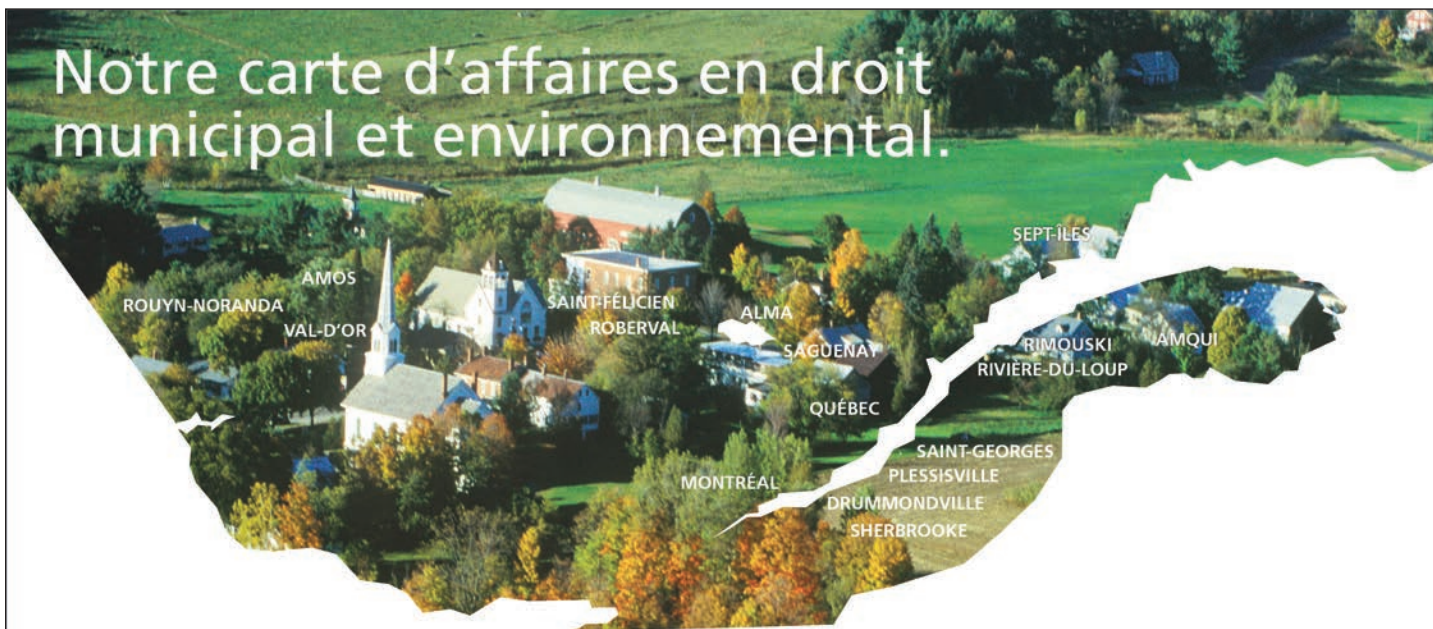 Notre carte d'affaires en droit
municipal et environnemental.
SEPT-ÎLES
AMOS
ROUYN-NORANDA
VAL-D'OR
SAINT-FÉLICIEN
ROBERVAL
ALMA
SAGUENAY
RIMOUSKI
AMQUI
RIVIÈRE-DU-LOUP
QUÉBEC
SAINT-GEORGES
PLESSISVILLE
MONTRÉAL
DRUMMONDVILLE
SHERBROOKE